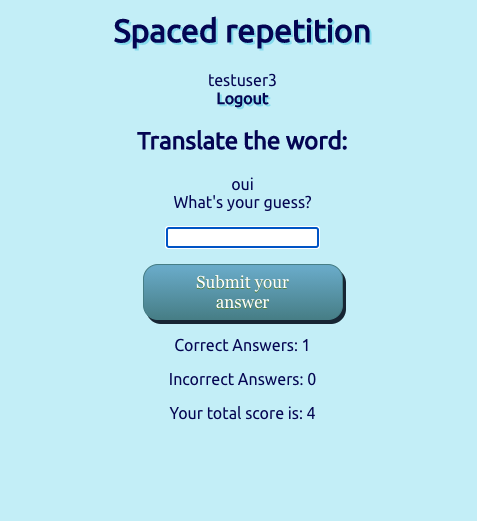 Spaced repetition
testuser3
Logout
Translate the word:
oui
What's your guess?
Submit your
answer
Correct Answers: 1
Incorrect Answers: 0
Your total score is: 4